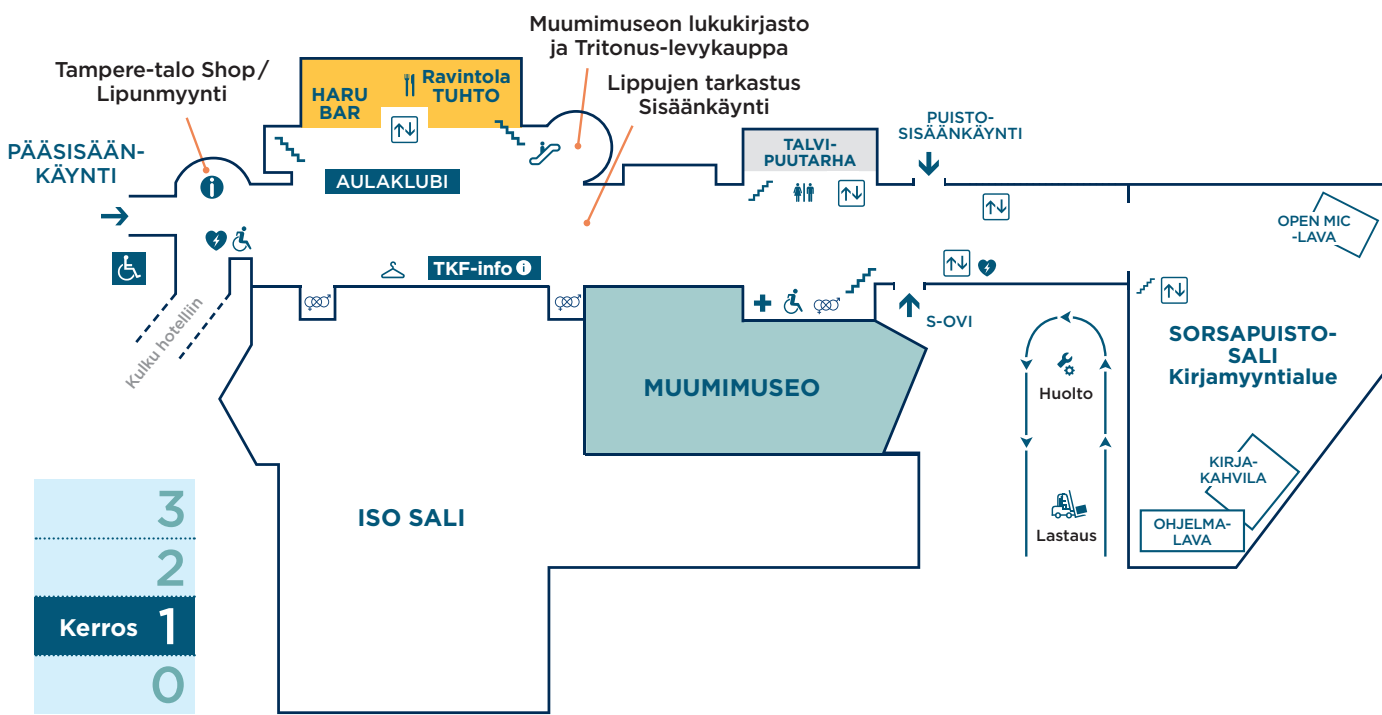 Muumimuseon lukukirjasto
ja Tritonus-levykauppa
Tampere-talo Shop/
Lipunmyynti
Lippujen tarkastus
Sisäänkäynti
HARU
BAR
Ravintola
TUHTO
PUISTO-
SISÄÄNKÄYNTI
PÄÄSISÄÄN-
KÄYNTI
TALVI-
PUUTARHA
AULAKLUBI
OPEN MIC
-LAVA
TKF-info
Kulku hotelliin
S-OVI
SORSAPUISTO-
SALI
Kirjamyyntialue
MUUMIMUSEO
Huolto
KIRJA-
KAHVILA
ISO SALI
OHJELMA-
LAVA
Lastaus
3
2
Kerros 1
0